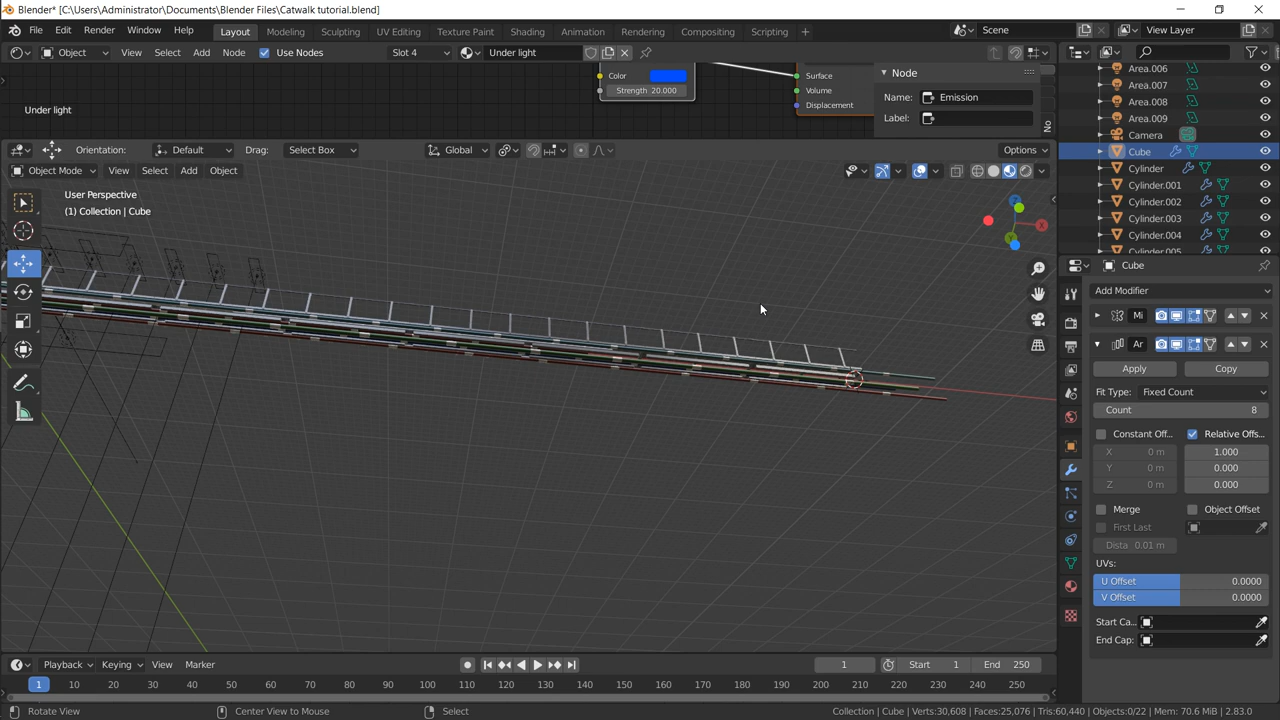 Blender* [C:\Users\Administrator\Documents\Blender Files\Catwalk tutorial.blend]
File Edit Render Window Help Layout Modeling Sculpting UV Editing Texture Paint Shading Animation Rendering Compositing Scripting + Scene View Layer
Object View Select Add Node Use Nodes Slot 4 Under light
Color Strength 20.000
Surface Volume Displacement
Node
Name: Emission
Label:
No
Under light
Orientation: Default Drag: Select Box Global Options
Object Mode View Select Add Object
User Perspective
(1) Collection | Cube
X
Y
Z
Area.006
Area.007
Area.008
Area.009
Camera
Cube
Cylinder
Cylinder.001
Cylinder.002
Cylinder.003
Cylinder.004
Cylinder.005
Cube
Add Modifier
Mi
Ar
Apply Copy
Fit Type: Fixed Count
Count 8
Constant Off... Relative Offs...
X 0 m 1.000
Y 0 m 0.000
Z 0 m 0.000
Merge Object Offset
First Last
Dista 0.01 m
UVs:
U Offset 0.0000
V Offset 0.0000
Start Ca...
End Cap:
Playback Keying View Marker 1 Start 1 End 250
1 10 20 30 40 50 60 70 80 90 100 110 120 130 140 150 160 170 180 190 200 210 220 230 240 250
Rotate View Center View to Mouse Select Collection | Cube | Verts:30,608 | Faces:25,076 | Tris:60,440 | Objects:0/22 | Mem: 70.6 MiB | 2.83.0